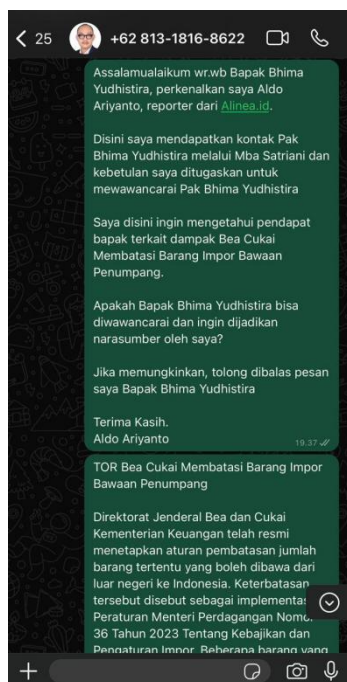 25
+62 813-1816-8622
Assalamualaikum wr.wb Bapak Bhima
Yudhistira, perkenalkan saya Aldo
Ariyanto, reporter dari Alinea.id.
Disini saya mendapatkan kontak Pak
Bhima Yudhistira melalui Mba Satriani dan
kebetulan saya ditugaskan untuk
mewawancarai Pak Bhima Yudhistira
Saya disini ingin mengetahui pendapat
bapak terkait dampak Bea Cukai
Membatasi Barang Impor Bawaan
Penumpang.
Apakah Bapak Bhima Yudhistira bisa
diwawancarai dan ingin dijadikan
narasumber oleh saya?
Jika memungkinkan, tolong dibalas pesan
saya Bapak Bhima Yudhistira
Terima Kasih.
Aldo Ariyanto
19.37
TOR Bea Cukai Membatasi Barang Impor
Bawaan Penumpang
Direktorat Jenderal Bea dan Cukai
Kementerian Keuangan telah resmi
menetapkan aturan pembatasan jumlah
barang tertentu yang boleh dibawa dari
luar negeri ke Indonesia. Keterbatasan
tersebut disebut sebagai implementas
Peraturan Menteri Perdagangan Nomo
36 Tahun 2023 Tentang Kebajikan dan
Pengaturan Impor. Beberapa barang yang